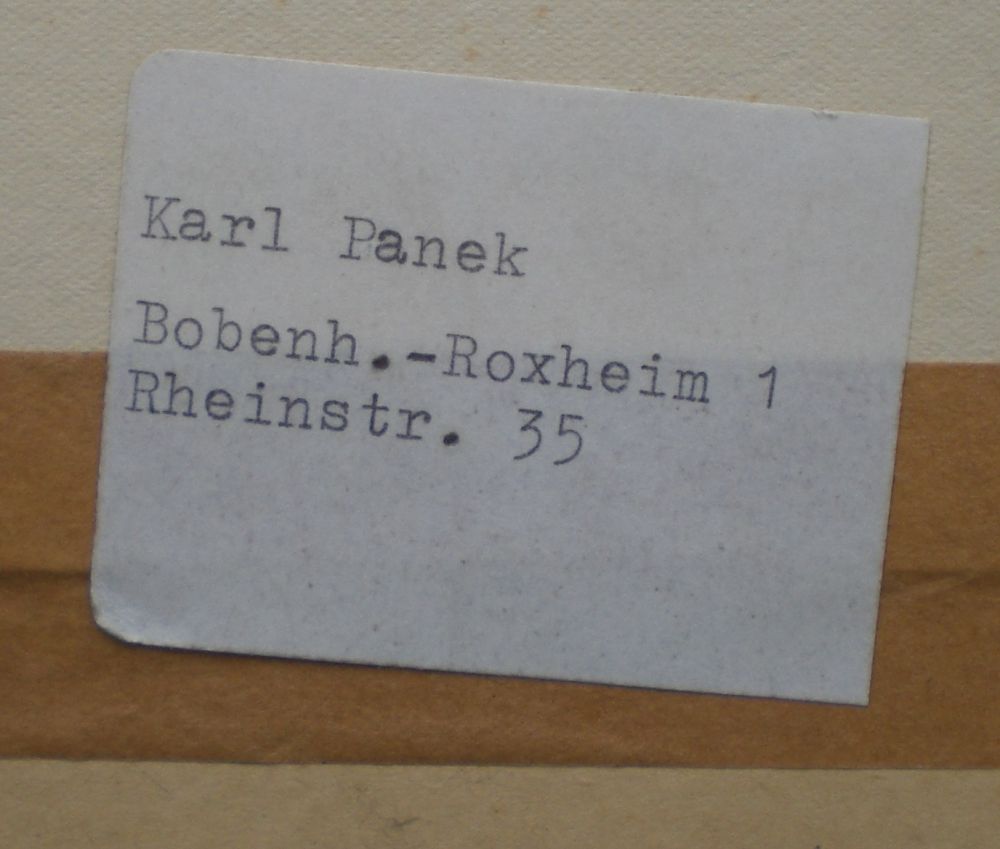 Karl Panek
Bobenh.-Roxheim 1
Rheinstr. 35